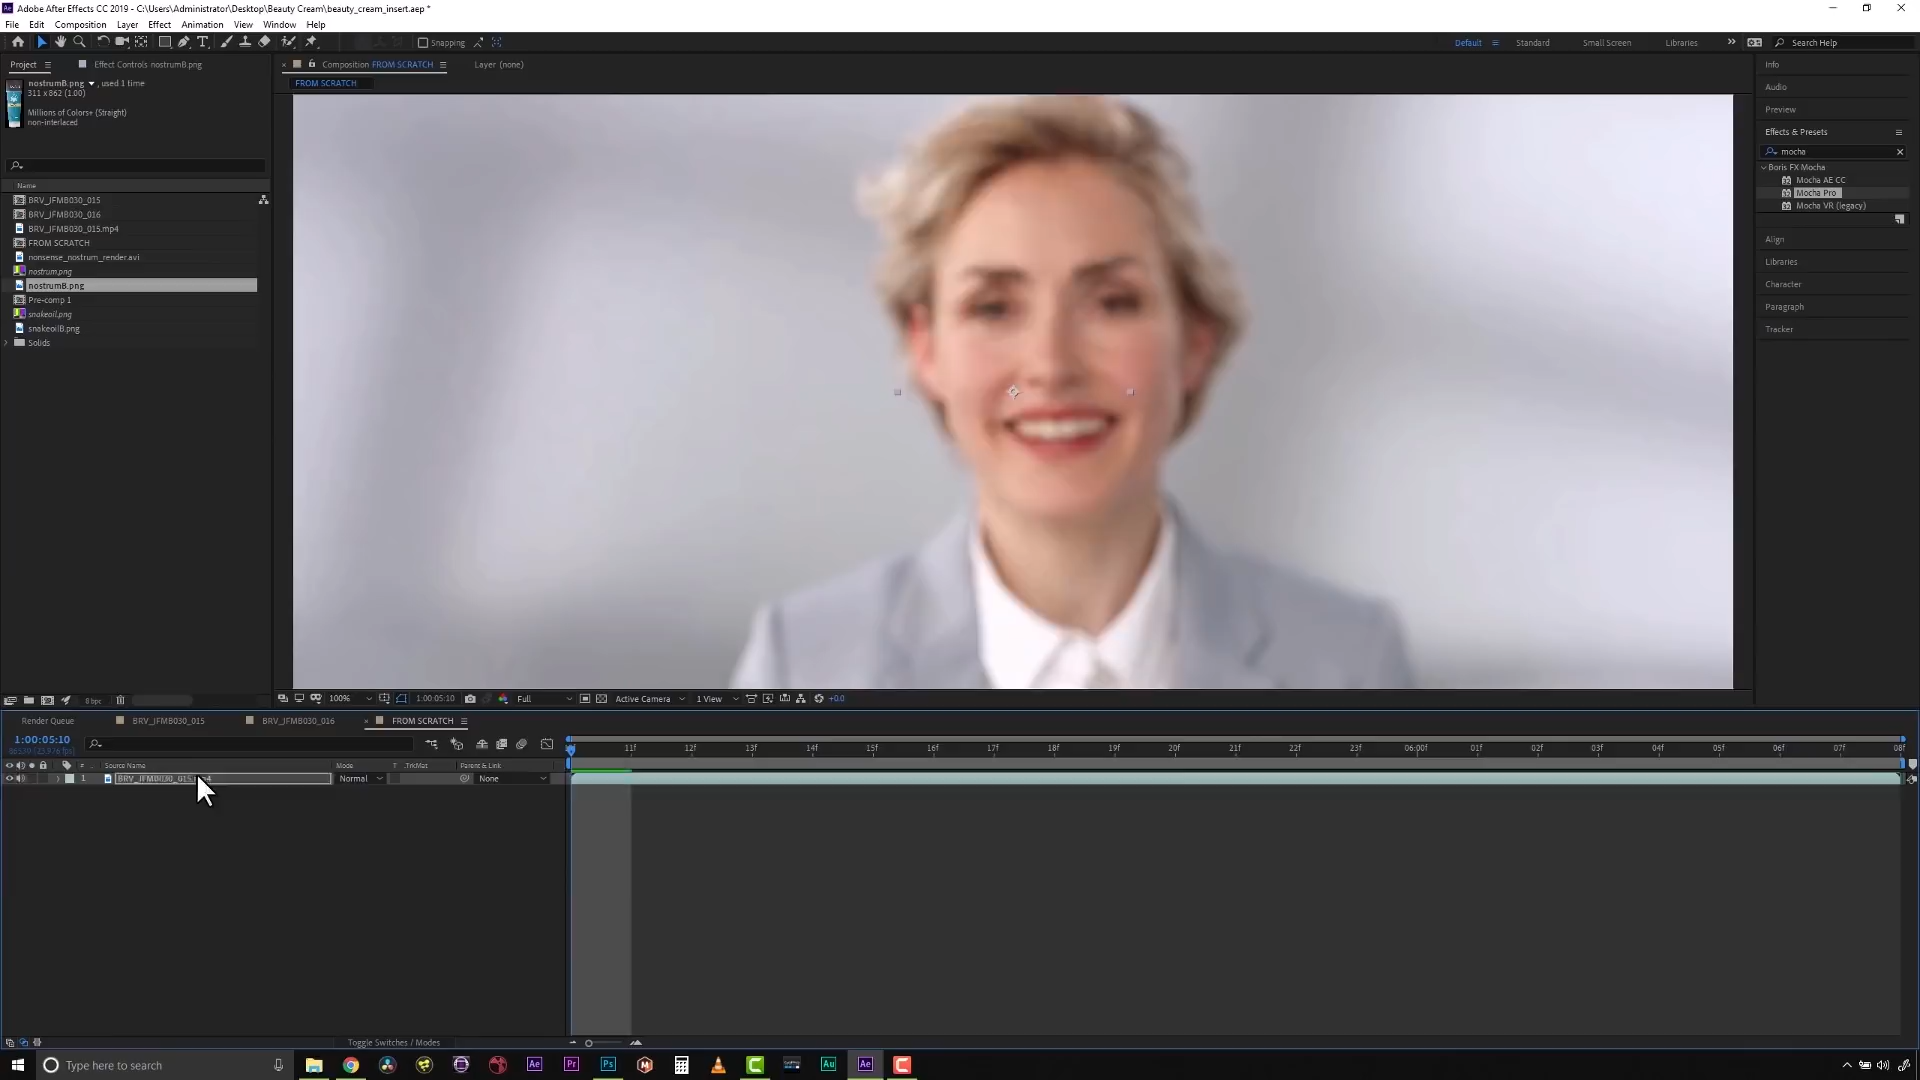 Adobe After Effects CC 2019 - C:\Users\Administrator\Desktop\Beauty Cream\beauty_cream_insert.aep *
File Edit Composition Layer Effect Animation View Window Help
Snapping
Default Standard Small Screen Libraries Search Help
Project Effect Controls nostrumB.png
Composition FROM SCRATCH Layer (none)
FROM SCRATCH
nostrumB.png , used 1 time
311 x 862 (1.00)
Millions of Colors+ (Straight)
non-interlaced
Name
BRV_JFMB030_015
BRV_JFMB030_016
BRV_JFMB030_015.mp4
FROM SCRATCH
nonsense_nostrum_render.avi
nostrum.png
nostrumB.png
Pre-comp 1
snakeoil.png
snakeoilB.png
Solids
Info
Audio
Preview
Effects & Presets
mocha
Boris FX Mocha
Mocha AE CC
Mocha Pro
Mocha VR (legacy)
Align
Libraries
Character
Paragraph
Tracker
8 bpc
100% 1:00:05:10 Full Active Camera 1 View +0.0
Render Queue BRV_JFMB030_015 BRV_JFMB030_016 FROM SCRATCH
1:00:05:10
# Source Name Mode T .TrkMat Parent & Link
1 BRV_JFMB030_015.mp4 Normal None
11f 12f 13f 14f 15f 16f 17f 18f 19f 20f 21f 22f 23f 06:00f 01f 02f 03f 04f 05f 06f 07f 08f
Toggle Switches / Modes
Type here to search